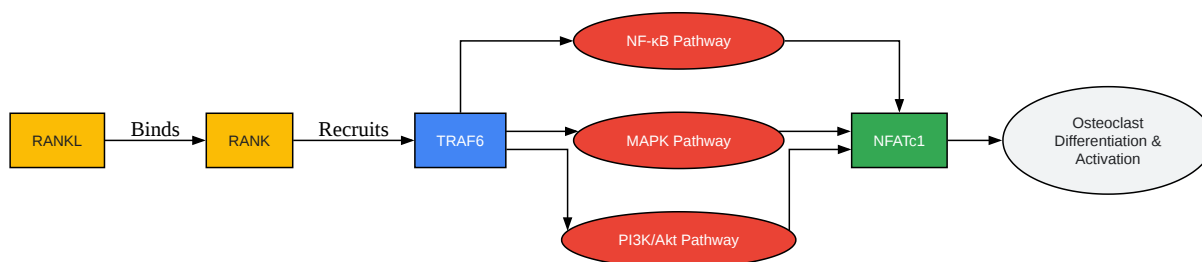 RANKL
Binds
RANK
Recruits
TRAF6
NF-κB Pathway
MAPK Pathway
PI3K/Akt Pathway
NFATc1
Osteoclast
Differentiation &
Activation